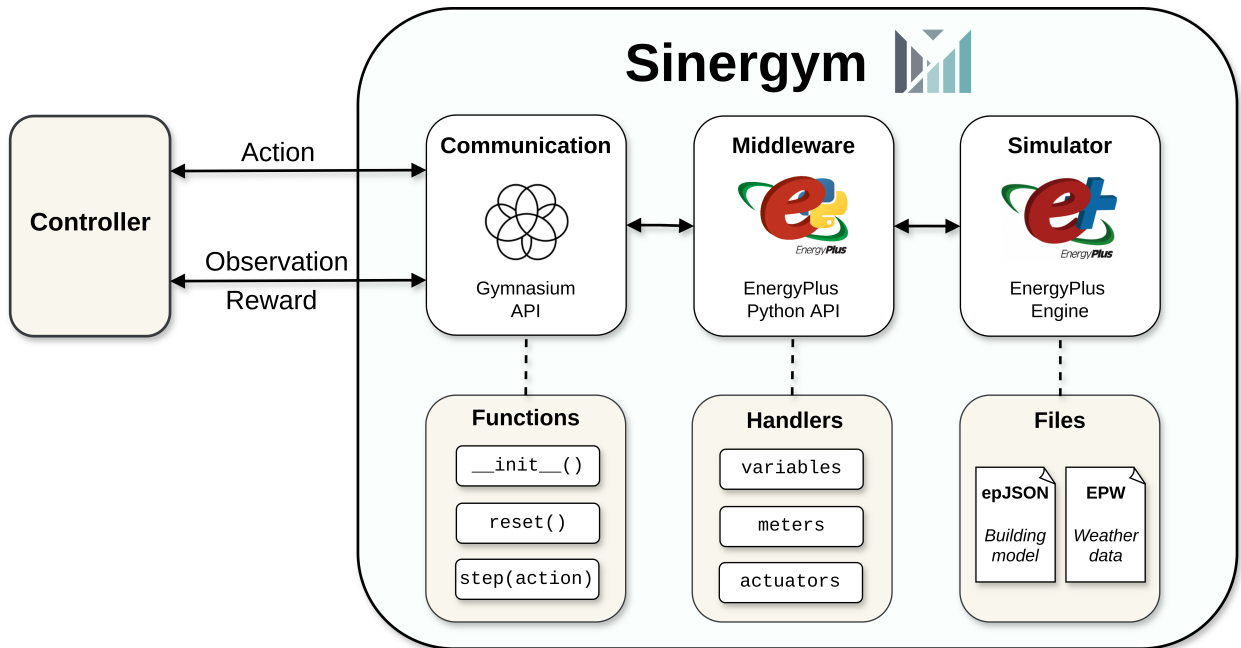 Sinergym
Controller
Action
Observation
Reward
Communication
Gymnasium
API
Middleware
EnergyPlus
EnergyPlus
Python API
Simulator
EnergyPlus
EnergyPlus
Engine
Functions
__init__()
reset()
step(action)
Handlers
variables
meters
actuators
Files
epJSON
Building
model
EPW
Weather
data